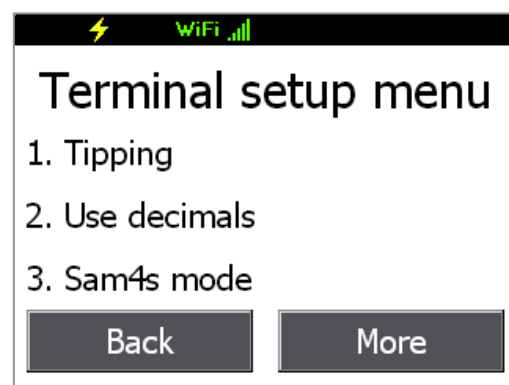 WiFi
Terminal setup menu
1. Tipping
2. Use decimals
3. Sam4s mode
Back More